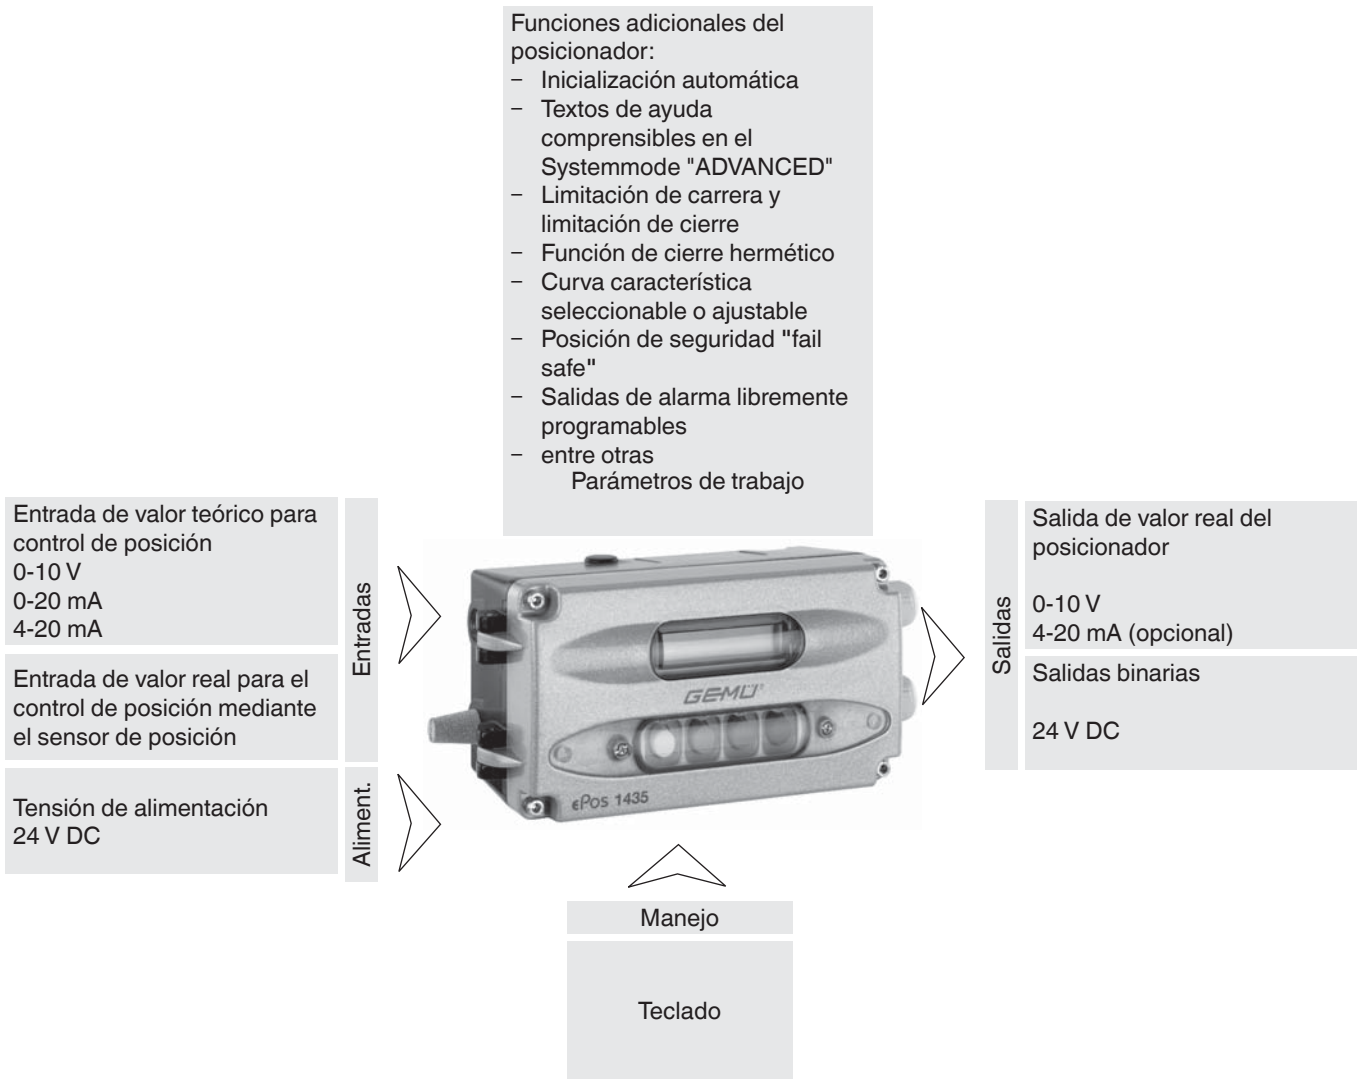 Funciones adicionales del
posicionador:
– Inicialización automática
– Textos de ayuda
comprensibles en el
Systemmode "ADVANCED"
– Limitación de carrera y
limitación de cierre
– Función de cierre hermético
– Curva característica
seleccionable o ajustable
– Posición de seguridad "fail
safe"
– Salidas de alarma libremente
programables
– entre otras
Parámetros de trabajo
Entrada de valor teórico para
control de posición
0-10 V
0-20 mA
4-20 mA
Entrada de valor real para el
control de posición mediante
el sensor de posición
Entradas
Tensión de alimentación
24 V DC
Aliment.
GEMÜ®
ePos 1435
Salidas
Salida de valor real del
posicionador
0-10 V
4-20 mA (opcional)
Salidas binarias
24 V DC
Manejo
Teclado